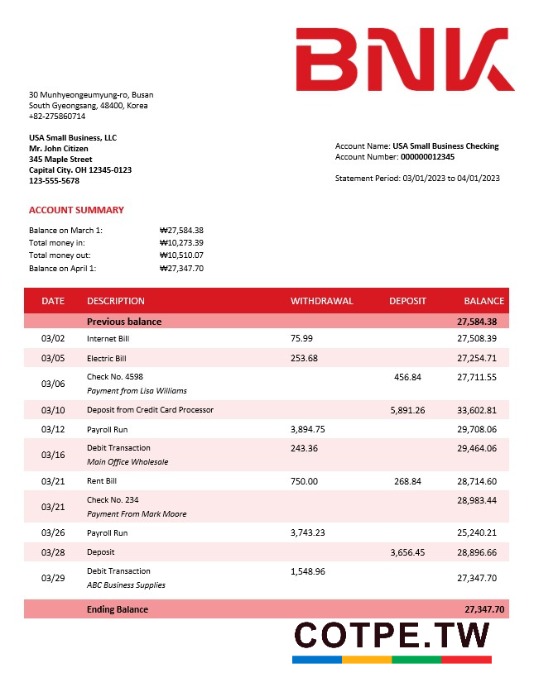 BNK
30 Munhyeongeumyung-ro, Busan
South Gyeongsang, 48400, Korea
+82-275860714
USA Small Business, LLC
Mr. John Citizen
345 Maple Street
Capital City. OH 12345-0123
123-555-5678
Account Name: USA Small Business Checking
Account Number: 000000012345
Statement Period: 03/01/2023 to 04/01/2023
ACCOUNT SUMMARY
Balance on March 1: ₩27,584.38
Total money in: ₩10,273.39
Total money out: ₩10,510.07
Balance on April 1: ₩27,347.70
DATE DESCRIPTION WITHDRAWAL DEPOSIT BALANCE
Previous balance 27,584.38
03/02 Internet Bill 75.99 27,508.39
03/05 Electric Bill 253.68 27,254.71
03/06 Check No. 4598 456.84 27,711.55
Payment from Lisa Williams
03/10 Deposit from Credit Card Processor 5,891.26 33,602.81
03/12 Payroll Run 3,894.75 29,708.06
03/16 Debit Transaction 243.36 29,464.06
Main Office Wholesale
03/21 Rent Bill 750.00 268.84 28,714.60
03/21 Check No. 234 28,983.44
Payment From Mark Moore
03/26 Payroll Run 3,743.23 25,240.21
03/28 Deposit 3,656.45 28,896.66
03/29 Debit Transaction 1,548.96 27,347.70
ABC Business Supplies
Ending Balance 27,347.70
COTPE.TW